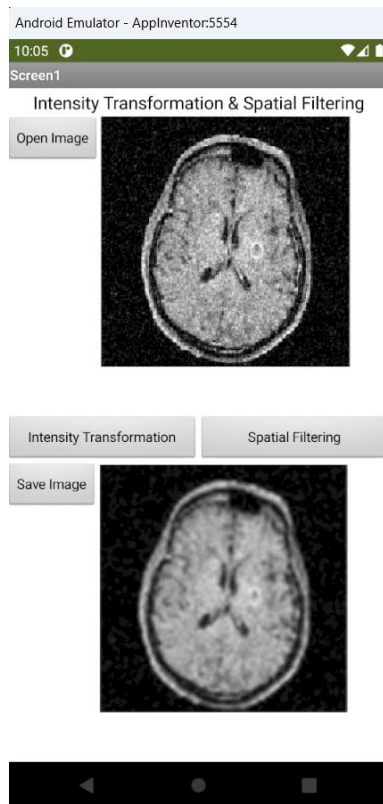 Android Emulator - AppInventor:5554
10:05
Screen1
Intensity Transformation & Spatial Filtering
Open Image
Intensity Transformation
Spatial Filtering
Save Image